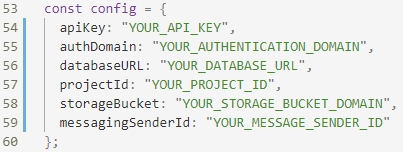 53 const config = {
54 apiKey: "YOUR_API_KEY",
55 authDomain: "YOUR_AUTHENTICATION_DOMAIN",
56 databaseURL: "YOUR_DATABASE_URL",
57 projectId: "YOUR_PROJECT_ID",
58 storageBucket: "YOUR_STORAGE_BUCKET_DOMAIN",
59 messagingSenderId: "YOUR_MESSAGE_SENDER_ID"
60 };